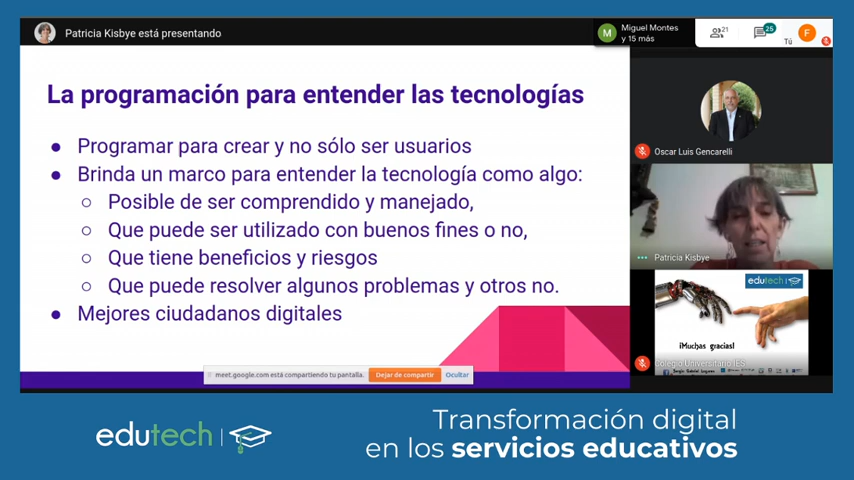 Patricia Kisbye está presentando
Miguel Montes
y 15 más
M
21
25
Tú
F
La programación para entender las tecnologías
● Programar para crear y no sólo ser usuarios
● Brinda un marco para entender la tecnología como algo:
○ Posible de ser comprendido y manejado,
○ Que puede ser utilizado con buenos fines o no,
○ Que tiene beneficios y riesgos
○ Que puede resolver algunos problemas y otros no.
● Mejores ciudadanos digitales
meet.google.com está compartiendo tu pantalla.
Dejar de compartir
Ocultar
Oscar Luis Gencarelli
Patricia Kisbye
edutech
¡Muchas gracias!
Colegio Universitario IES
edutech
Transformación digital
en los servicios educativos